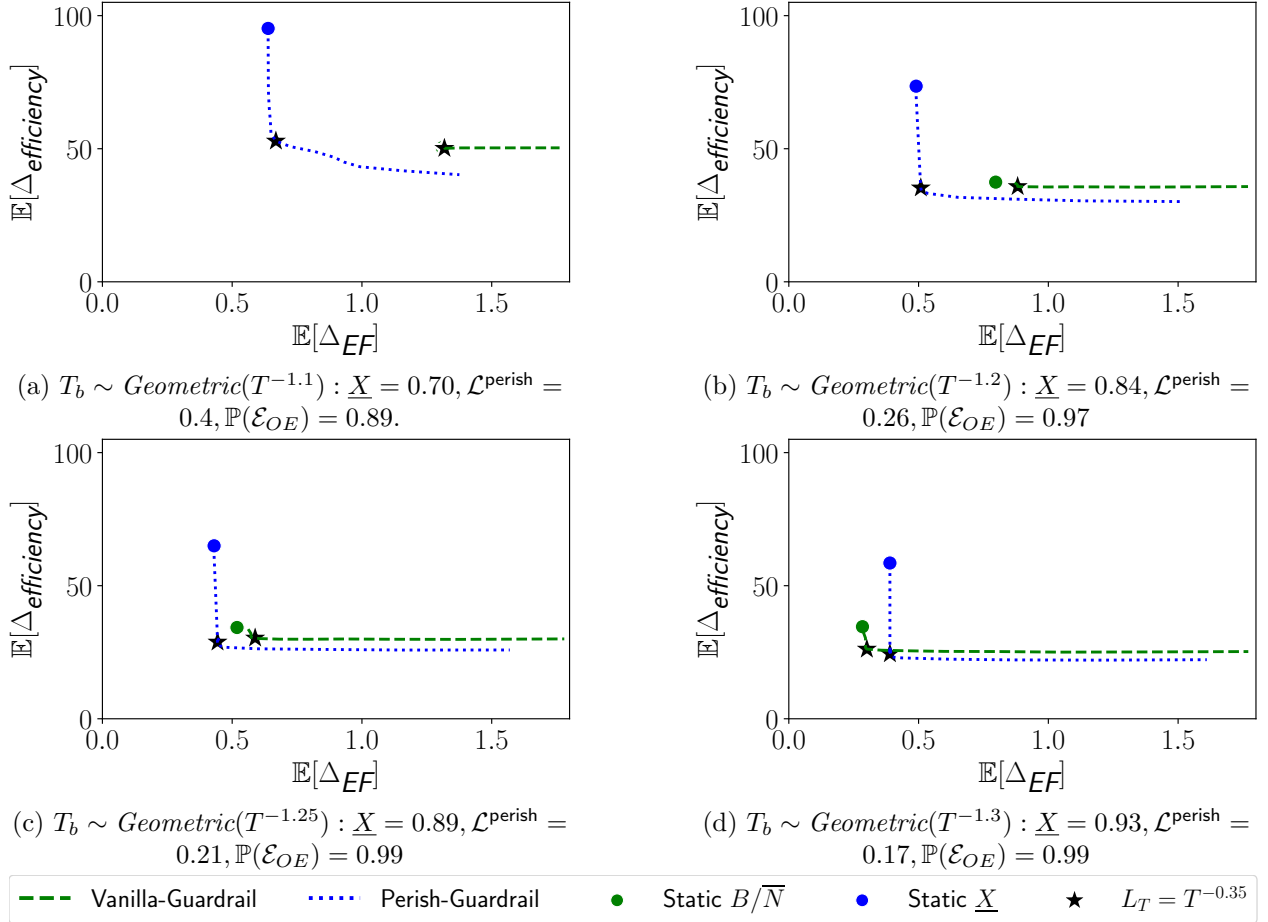 100
50
0
0.0 0.5 1.0 1.5
𝔼[Δ_efficiency]
𝔼[Δ_EF]
(a) T_b ∼ Geometric(T^{-1.1}) : X̲ = 0.70, ℒ^perish =
0.4, ℙ(ℰ_OE) = 0.89.
100
50
0
0.0 0.5 1.0 1.5
𝔼[Δ_efficiency]
𝔼[Δ_EF]
(b) T_b ∼ Geometric(T^{-1.2}) : X̲ = 0.84, ℒ^perish =
0.26, ℙ(ℰ_OE) = 0.97
100
50
0
0.0 0.5 1.0 1.5
𝔼[Δ_efficiency]
𝔼[Δ_EF]
(c) T_b ∼ Geometric(T^{-1.25}) : X̲ = 0.89, ℒ^perish =
0.21, ℙ(ℰ_OE) = 0.99
100
50
0
0.0 0.5 1.0 1.5
𝔼[Δ_efficiency]
𝔼[Δ_EF]
(d) T_b ∼ Geometric(T^{-1.3}) : X̲ = 0.93, ℒ^perish =
0.17, ℙ(ℰ_OE) = 0.99
Vanilla-Guardrail Perish-Guardrail Static B/N̅ Static X̲ L_T = T^{-0.35}